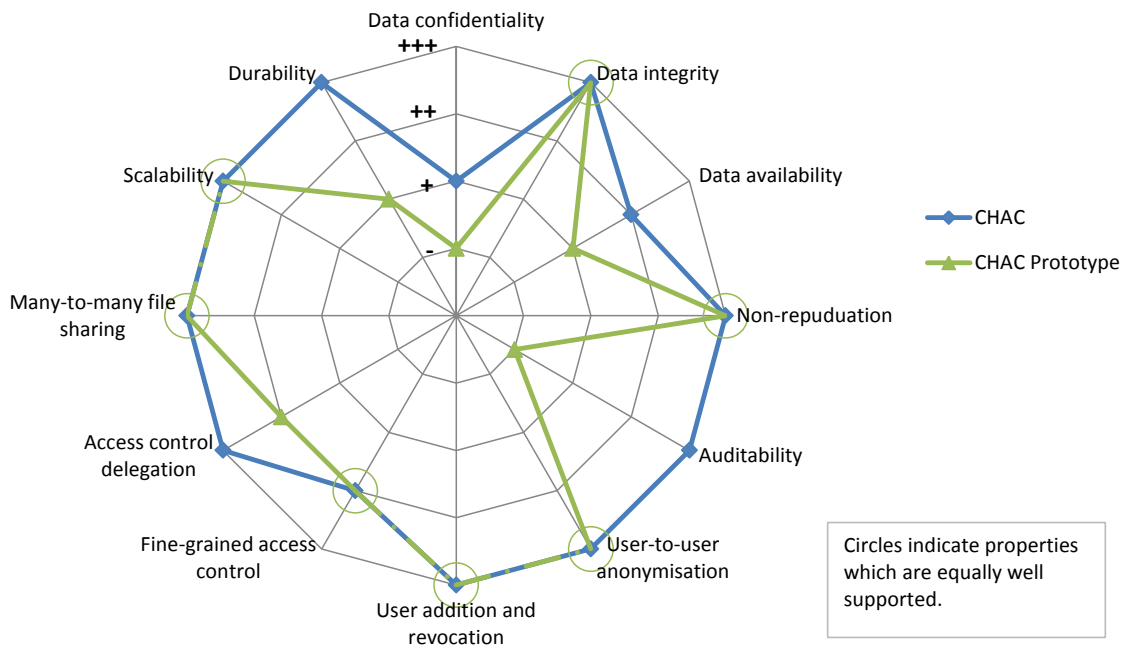 Data confidentiality
+++
Durability
Data integrity
++
Scalability
Data availability
+
-
CHAC
CHAC Prototype
Many-to-many file
sharing
Non-repuduation
Access control
delegation
Auditability
Fine-grained access
control
User-to-user
anonymisation
User addition and
revocation
Circles indicate properties
which are equally well
supported.